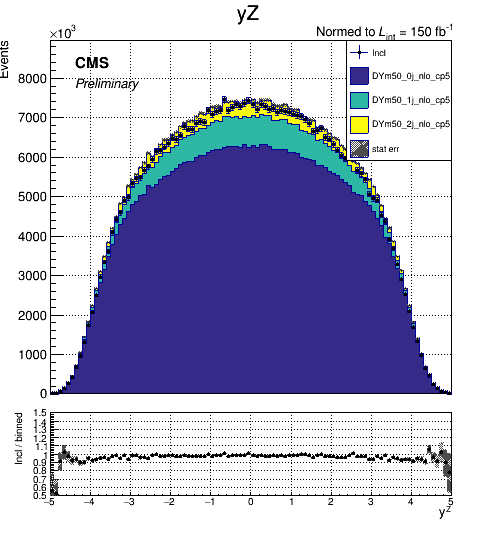 yZ
Normed to L_int = 150 fb^-1
×10^3
Events
CMS
Preliminary
Incl
DYm50_0j_nlo_cp5
DYm50_1j_nlo_cp5
DYm50_2j_nlo_cp5
stat err
8000
7000
6000
5000
4000
3000
2000
1000
0
Incl / binned
1.5
1.4
1.3
1.2
1.1
1
0.9
0.8
0.7
0.6
0.5
−5 −4 −3 −2 −1 0 1 2 3 4 5
y^Z